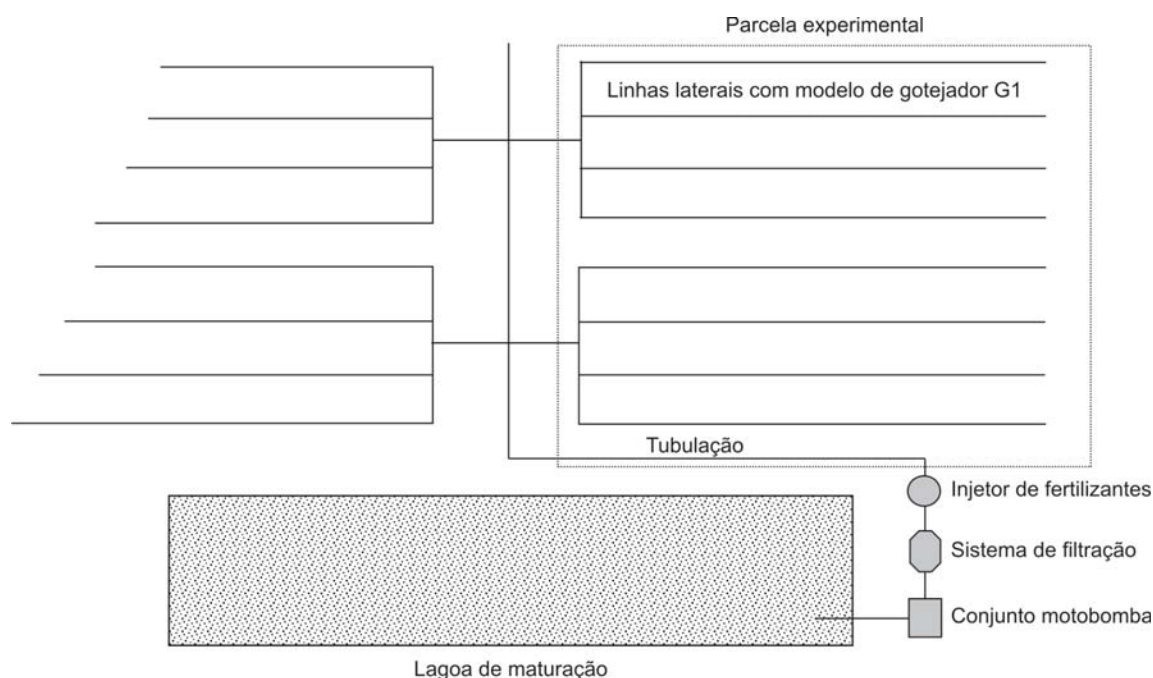 Parcela experimental
Linhas laterais com modelo de gotejador G1
Tubulação
Injetor de fertilizantes
Sistema de filtração
Conjunto motobomba
Lagoa de maturação